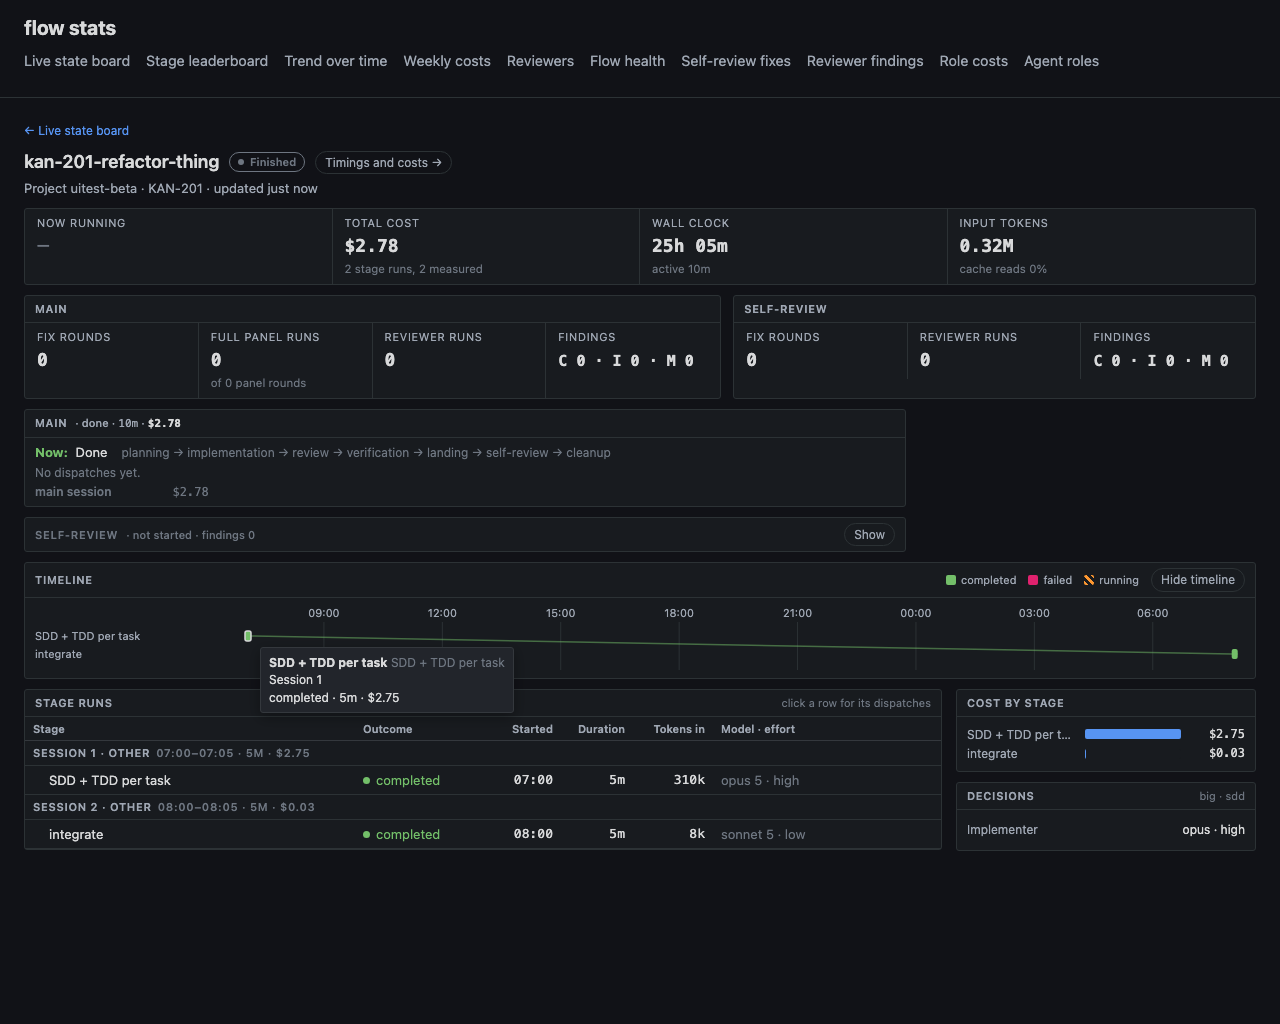 flow stats
Live state board Stage leaderboard Trend over time Weekly costs Reviewers Flow health Self-review fixes Reviewer findings Role costs Agent roles
← Live state board
kan-201-refactor-thing Finished Timings and costs →
Project uitest-beta · KAN-201 · updated just now
NOW RUNNING TOTAL COST WALL CLOCK INPUT TOKENS
— $2.78 25h 05m 0.32M
2 stage runs, 2 measured active 10m cache reads 0%
MAIN SELF-REVIEW
FIX ROUNDS FULL PANEL RUNS REVIEWER RUNS FINDINGS FIX ROUNDS REVIEWER RUNS FINDINGS
0 0 0 C 0 · I 0 · M 0 0 0 C 0 · I 0 · M 0
of 0 panel rounds
MAIN · done · 10m · $2.78
Now: Done planning → implementation → review → verification → landing → self-review → cleanup
No dispatches yet.
main session $2.78
SELF-REVIEW · not started · findings 0 Show
TIMELINE completed failed running Hide timeline
09:00 12:00 15:00 18:00 21:00 00:00 03:00 06:00
SDD + TDD per task
integrate
SDD + TDD per task SDD + TDD per task
Session 1
completed · 5m · $2.75
STAGE RUNS click a row for its dispatches
Stage Outcome Started Duration Tokens in Model · effort
SESSION 1 · OTHER 07:00–07:05 · 5M · $2.75
SDD + TDD per task completed 07:00 5m 310k opus 5 · high
SESSION 2 · OTHER 08:00–08:05 · 5M · $0.03
integrate completed 08:00 5m 8k sonnet 5 · low
COST BY STAGE
SDD + TDD per t... $2.75
integrate $0.03
DECISIONS big · sdd
Implementer opus · high